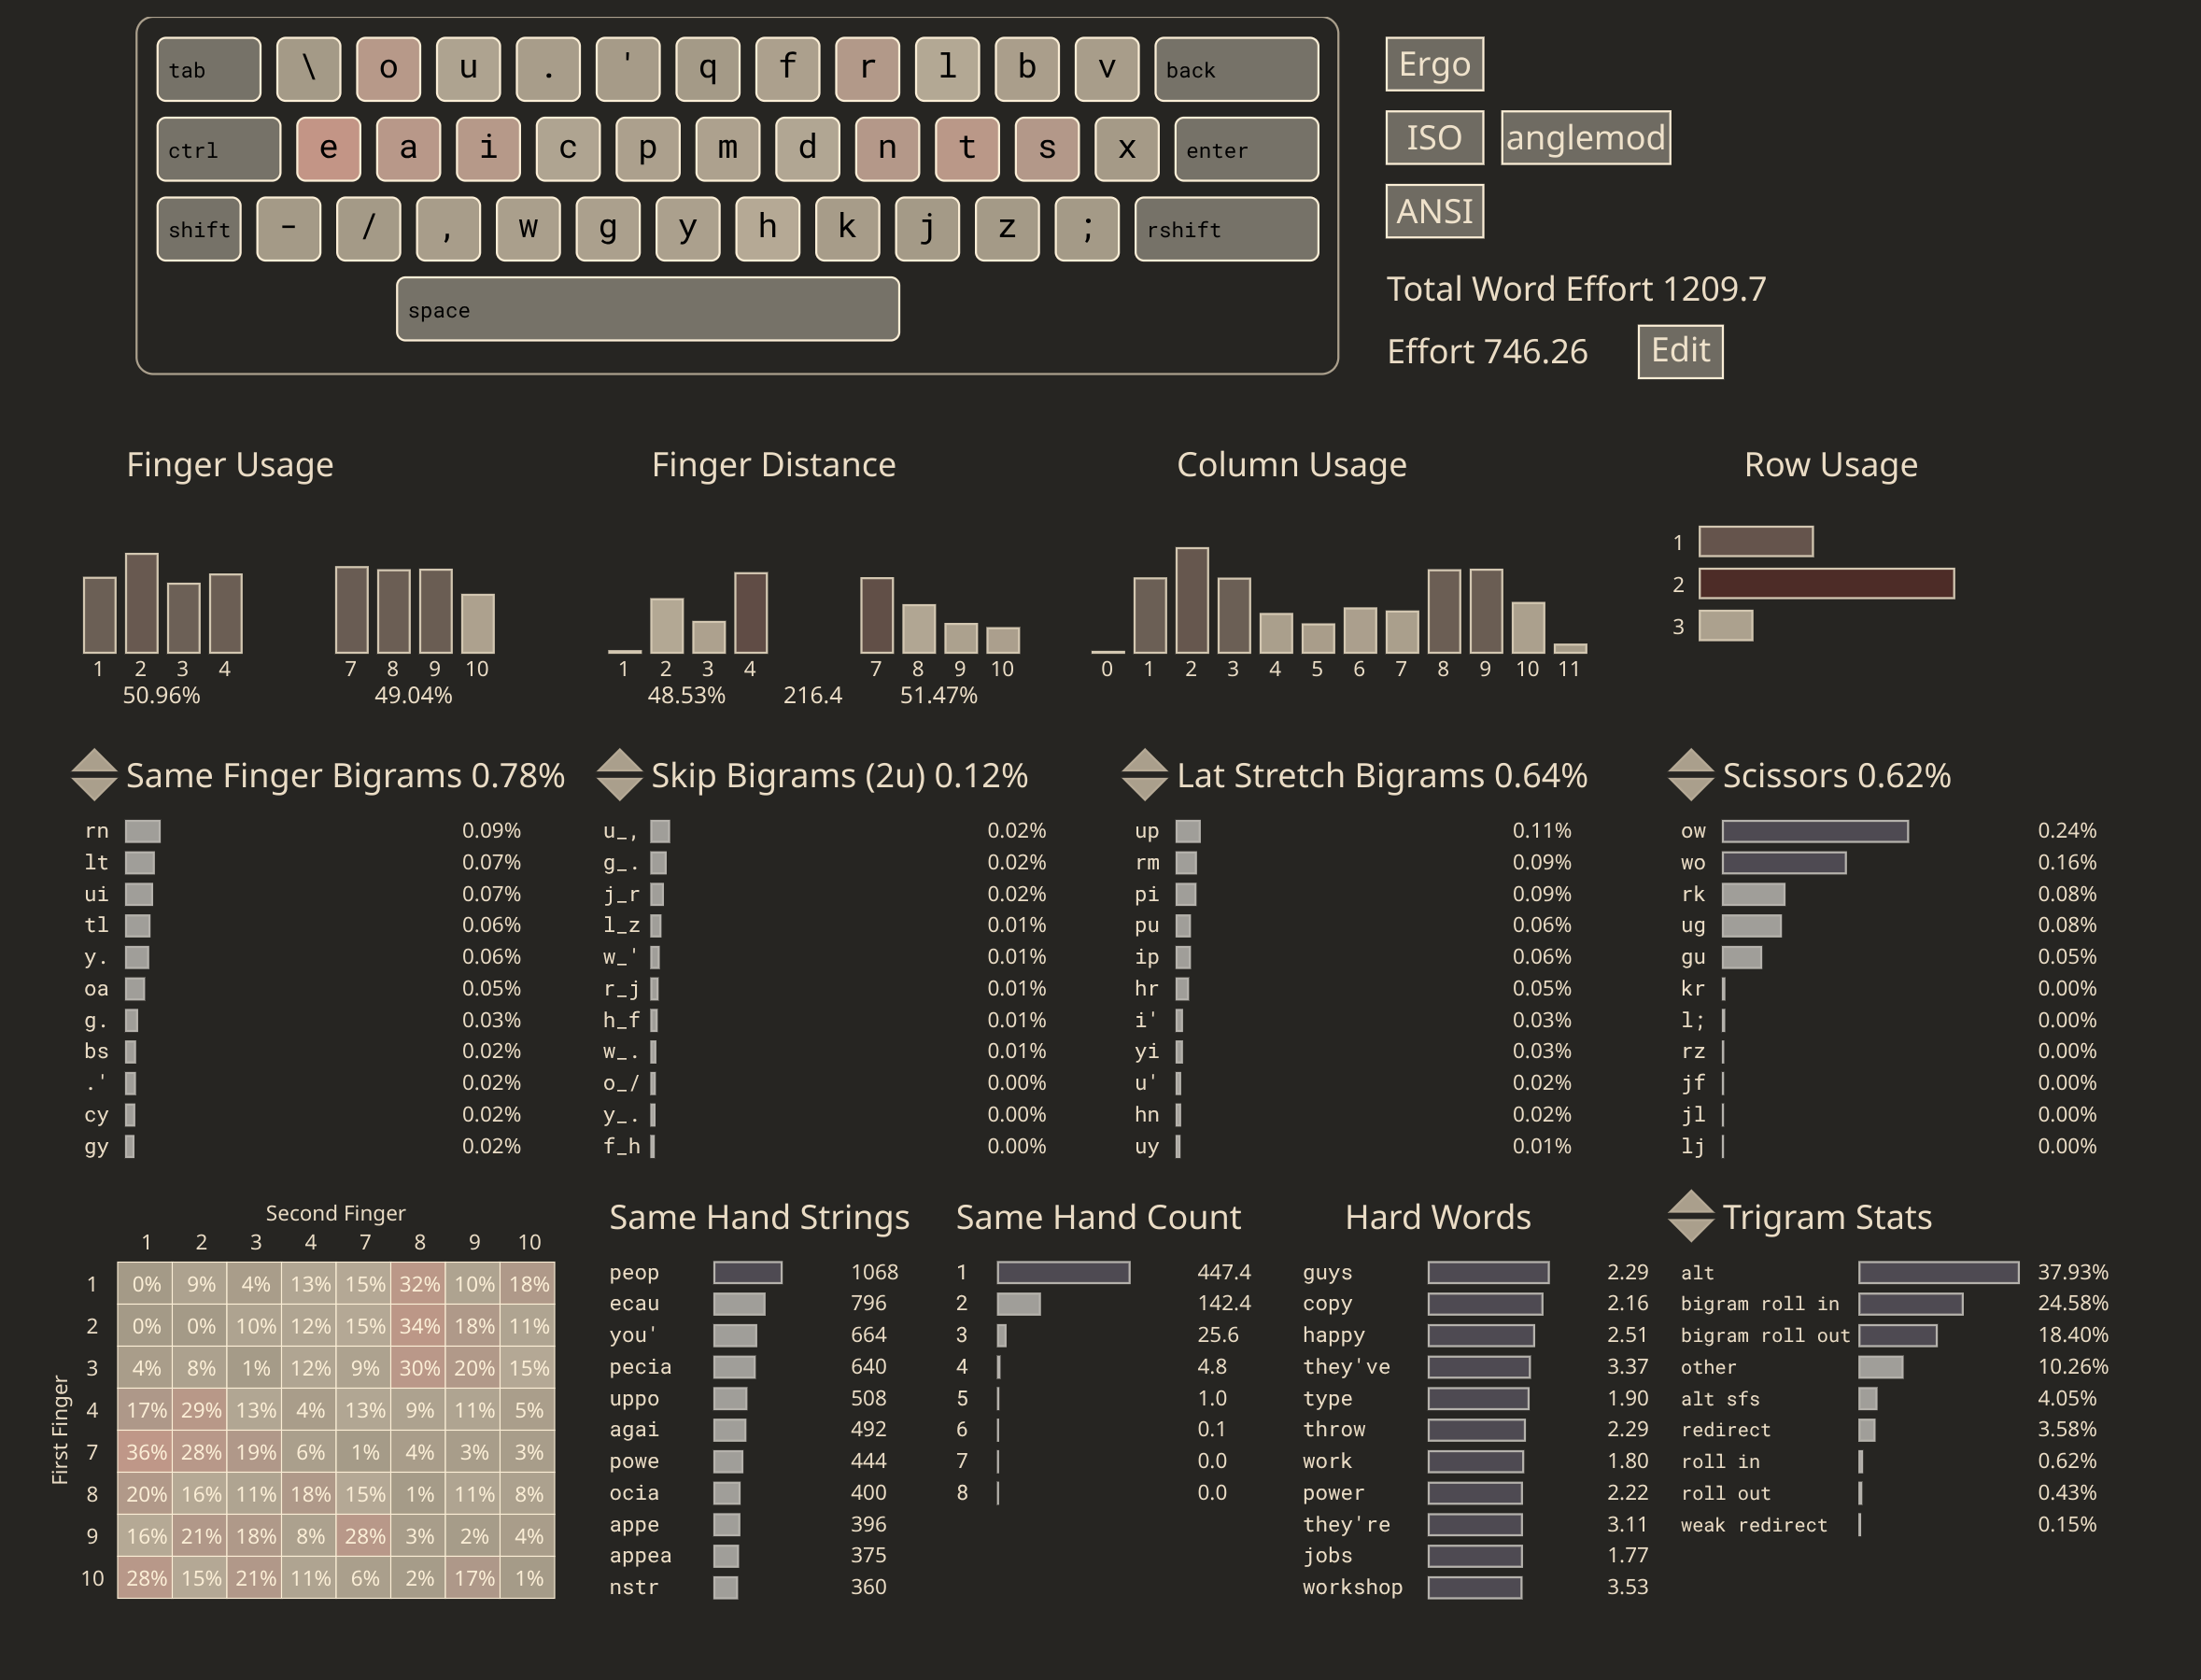 tab \ o u . ' q f r l b v back
ctrl e a i c p m d n t s x enter
shift - / , w g y h k j z ; rshift
space
Ergo
ISO anglemod
ANSI
Total Word Effort 1209.7
Effort 746.26 Edit
Finger Usage
1 2 3 4 7 8 9 10
50.96% 49.04%
Finger Distance
1 2 3 4 7 8 9 10
48.53% 216.4 51.47%
Column Usage
0 1 2 3 4 5 6 7 8 9 10 11
Row Usage
1
2
3
Same Finger Bigrams 0.78%
rn 0.09%
lt 0.07%
ui 0.07%
tl 0.06%
y. 0.06%
oa 0.05%
g. 0.03%
bs 0.02%
.' 0.02%
cy 0.02%
gy 0.02%
Skip Bigrams (2u) 0.12%
u_, 0.02%
g_. 0.02%
j_r 0.02%
l_z 0.01%
w_' 0.01%
r_j 0.01%
h_f 0.01%
w_. 0.01%
o_/ 0.00%
y_. 0.00%
f_h 0.00%
Lat Stretch Bigrams 0.64%
up 0.11%
rm 0.09%
pi 0.09%
pu 0.06%
ip 0.06%
hr 0.05%
i' 0.03%
yi 0.03%
u' 0.02%
hn 0.02%
uy 0.01%
Scissors 0.62%
ow 0.24%
wo 0.16%
rk 0.08%
ug 0.08%
gu 0.05%
kr 0.00%
l; 0.00%
rz 0.00%
jf 0.00%
jl 0.00%
lj 0.00%
Second Finger
1 2 3 4 7 8 9 10
First Finger
1 0% 9% 4% 13% 15% 32% 10% 18%
2 0% 0% 10% 12% 15% 34% 18% 11%
3 4% 8% 1% 12% 9% 30% 20% 15%
4 17% 29% 13% 4% 13% 9% 11% 5%
7 36% 28% 19% 6% 1% 4% 3% 3%
8 20% 16% 11% 18% 15% 1% 11% 8%
9 16% 21% 18% 8% 28% 3% 2% 4%
10 28% 15% 21% 11% 6% 2% 17% 1%
Same Hand Strings
peop 1068
ecau 796
you' 664
pecia 640
uppo 508
agai 492
powe 444
ocia 400
appe 396
appea 375
nstr 360
Same Hand Count
1 447.4
2 142.4
3 25.6
4 4.8
5 1.0
6 0.1
7 0.0
8 0.0
Hard Words
guys 2.29
copy 2.16
happy 2.51
they've 3.37
type 1.90
throw 2.29
work 1.80
power 2.22
they're 3.11
jobs 1.77
workshop 3.53
Trigram Stats
alt 37.93%
bigram roll in 24.58%
bigram roll out 18.40%
other 10.26%
alt sfs 4.05%
redirect 3.58%
roll in 0.62%
roll out 0.43%
weak redirect 0.15%